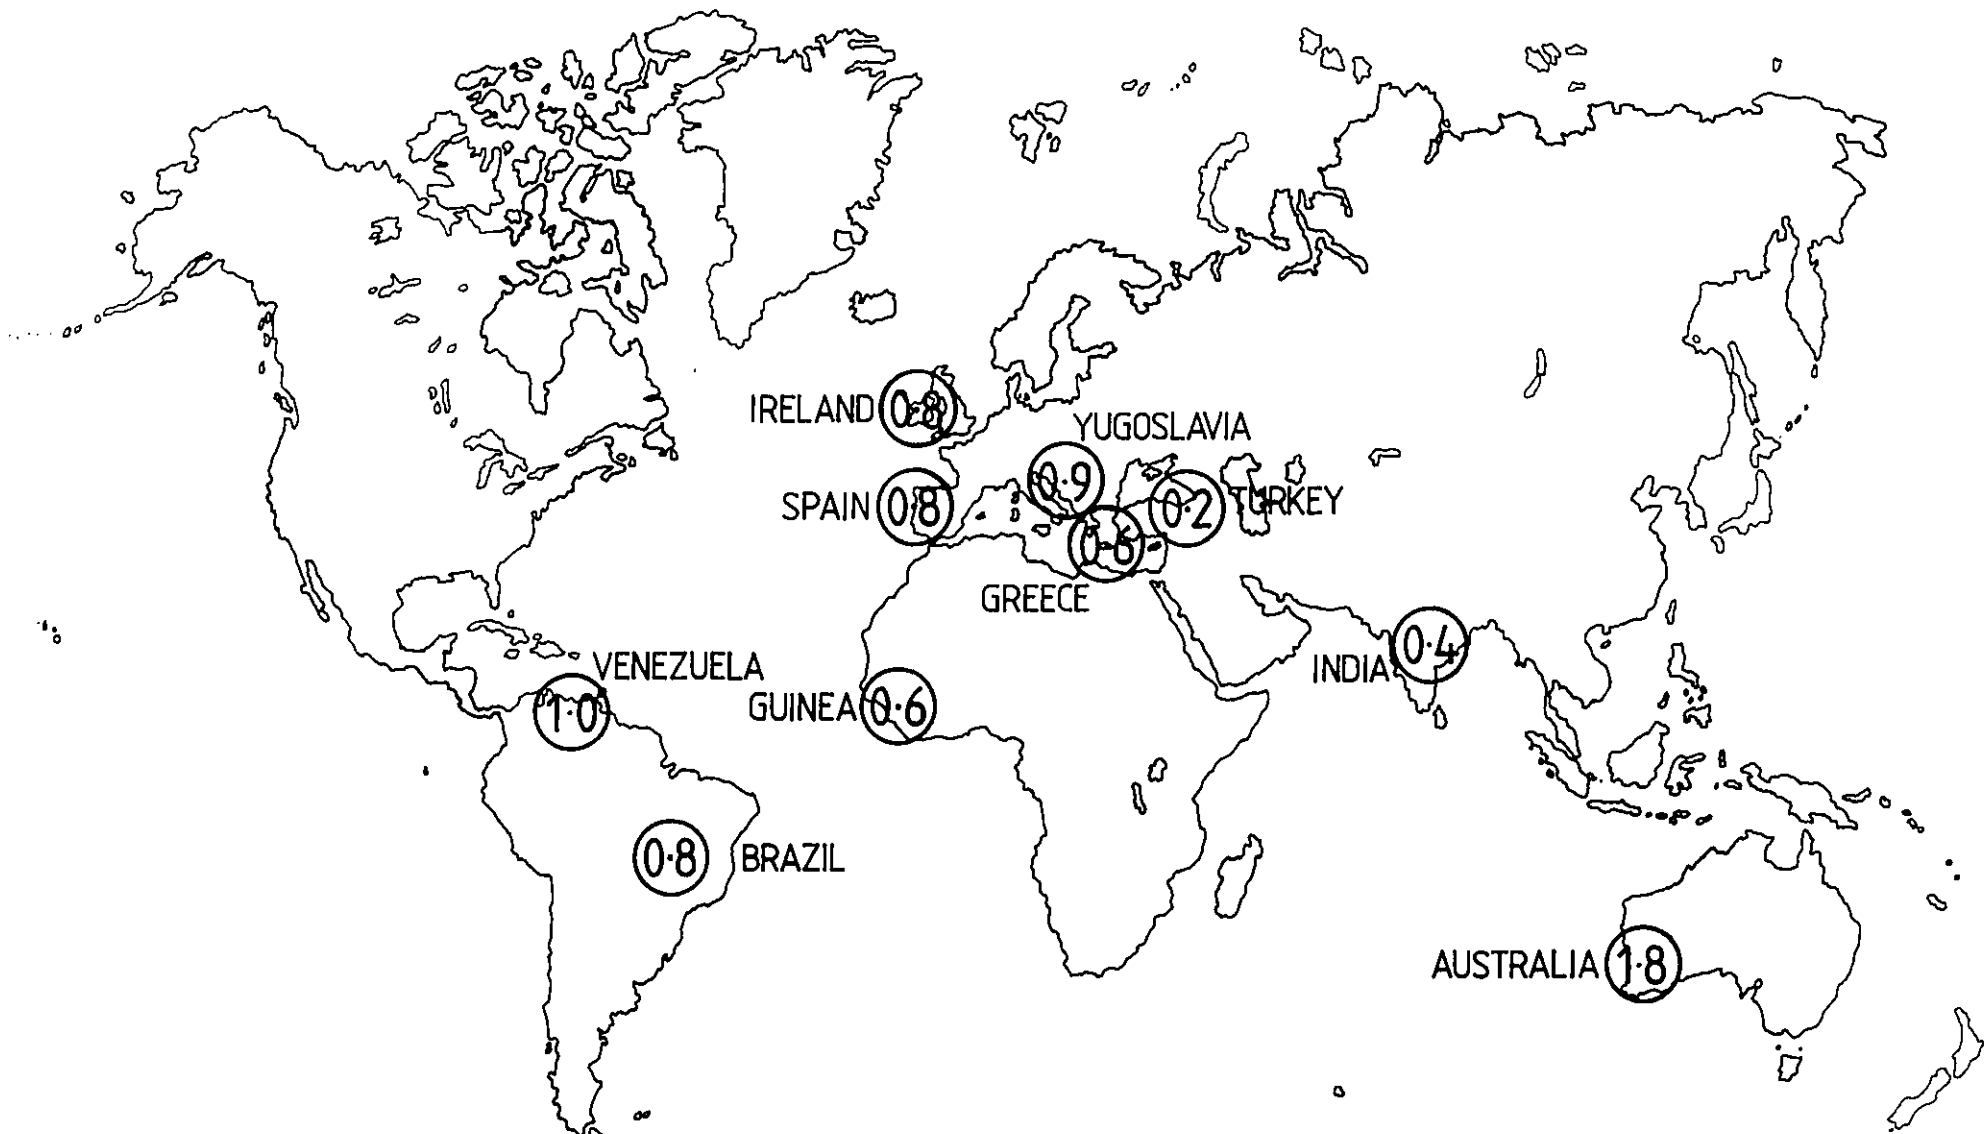 IRELAND 0·8
YUGOSLAVIA
0·9
SPAIN 0·8
0·2 TURKEY
0·6
GREECE
VENEZUELA
1·0
GUINEA 0·6
INDIA 0·4
0·8 BRAZIL
AUSTRALIA 1·8